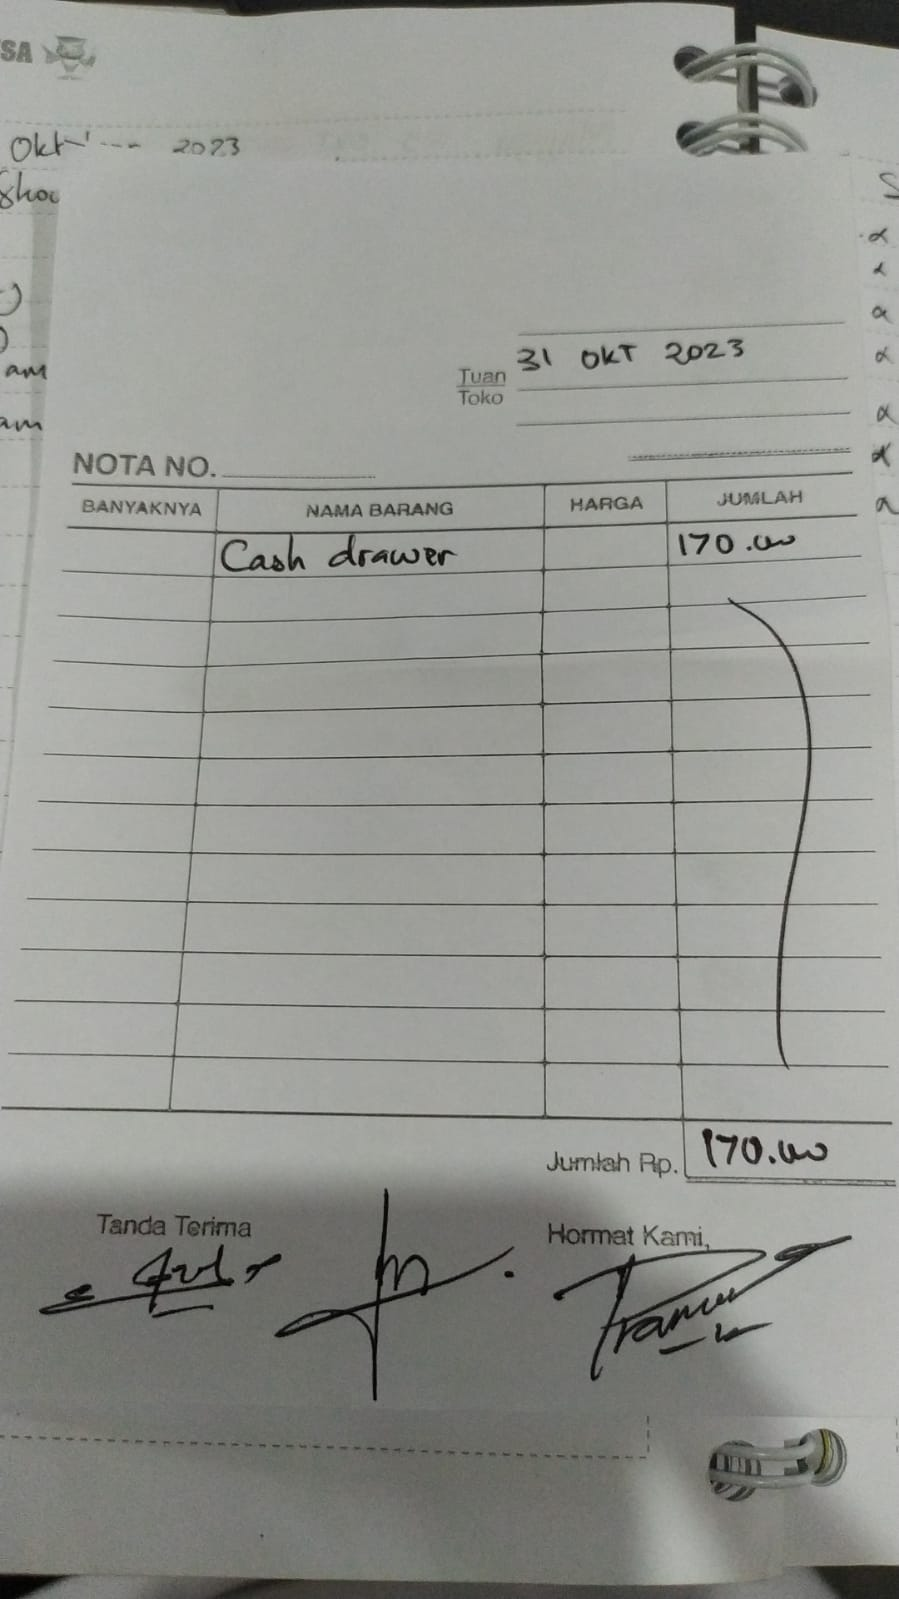 SA
2023
31 OKT 2023
Tuan
Toko
NOTA NO.
BANYAKNYA NAMA BARANG HARGA JUMLAH
Cash drawer 170.000
Jumlah Rp. 170.000
Tanda Terima Hormat Kami,